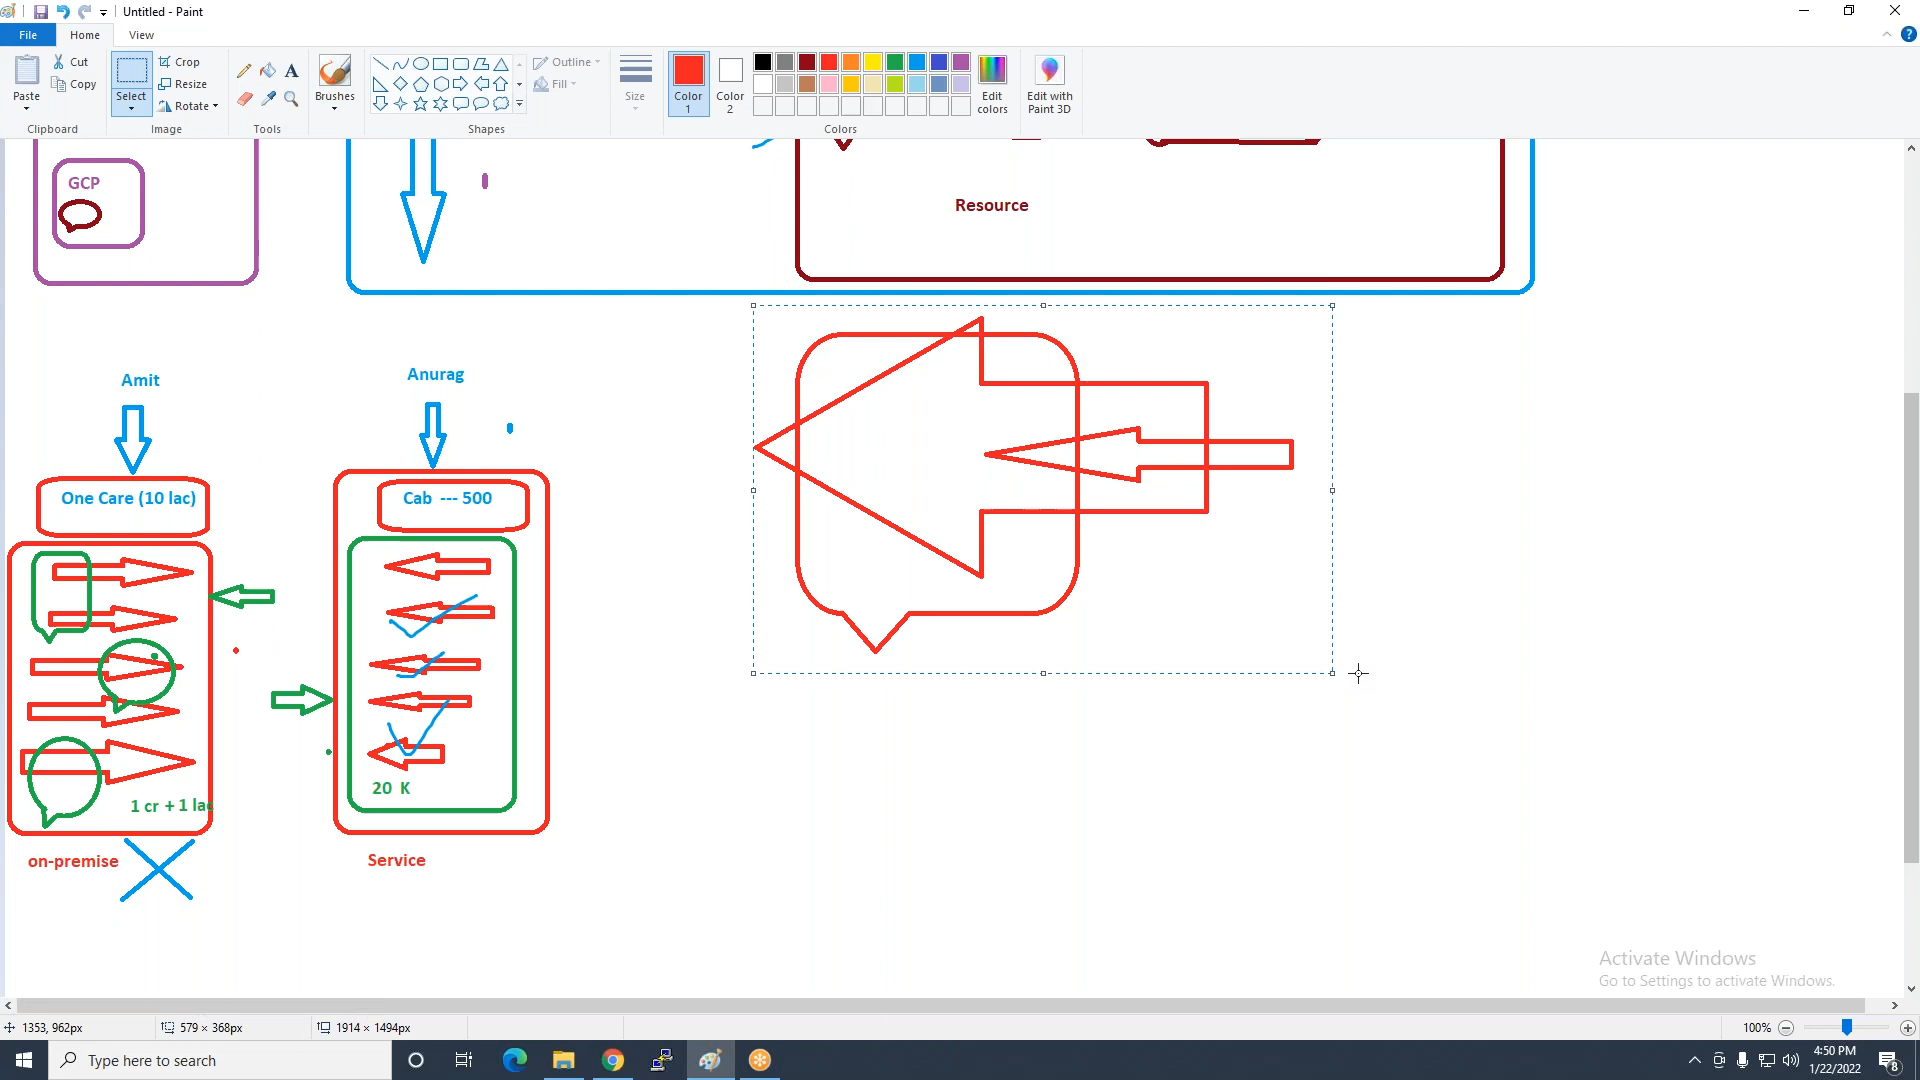 Untitled - Paint
File
Home
View
Paste
Cut
Copy
Clipboard
Select
Crop
Resize
Rotate
Image
A
Tools
Brushes
Shapes
Outline
Fill
Size
Color
1
Color
2
Colors
Edit
colors
Edit with
Paint 3D
GCP
Resource
Amit
Anurag
One Care (10 lac)
Cab --- 500
20 K
1 cr + 1 lac
on-premise
Service
Activate Windows
Go to Settings to activate Windows.
1353, 962px
579 × 368px
1914 × 1494px
100%
Type here to search
4:50 PM
1/22/2022
8